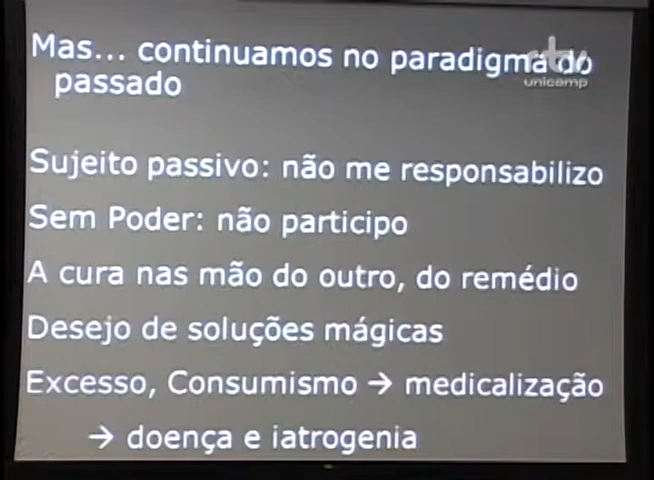 Mas... continuamos no paradigma do
passado
rtv
unicamp
Sujeito passivo: não me responsabilizo
Sem Poder: não participo
A cura nas mão do outro, do remédio
Desejo de soluções mágicas
Excesso, Consumismo → medicalização
→ doença e iatrogenia